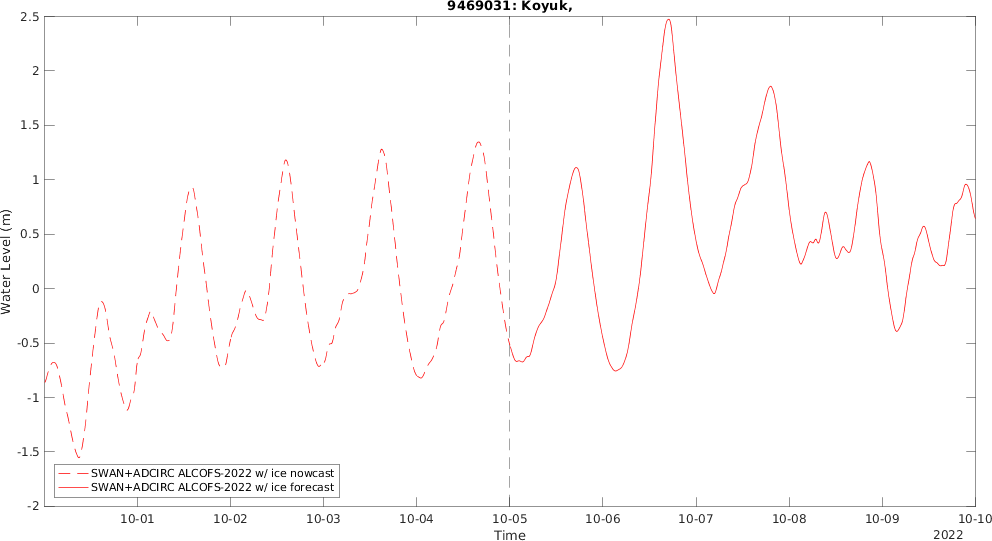 9469031: Koyuk,
2.5
2
1.5
1
0.5
0
-0.5
-1
-1.5
-2
Water Level (m)
SWAN+ADCIRC ALCOFS-2022 w/ ice nowcast
SWAN+ADCIRC ALCOFS-2022 w/ ice forecast
10-01 10-02 10-03 10-04 10-05 10-06 10-07 10-08 10-09 10-10
Time
2022